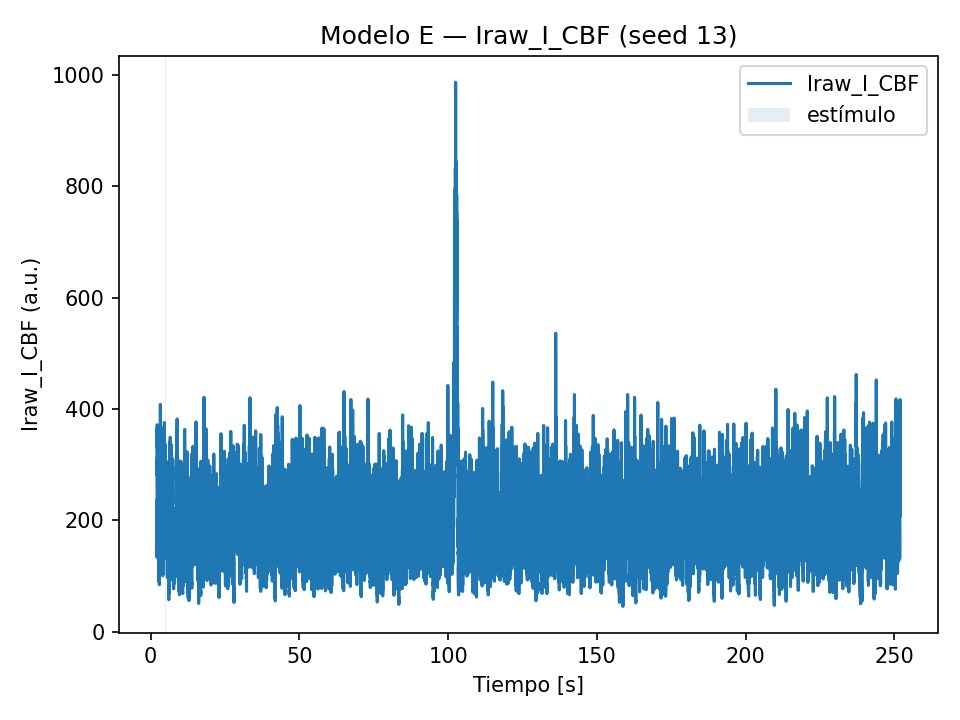 Modelo E — Iraw_I_CBF (seed 13)
Iraw_I_CBF
estímulo
1000
800
600
400
200
0
Iraw_I_CBF (a.u.)
0 50 100 150 200 250
Tiempo [s]